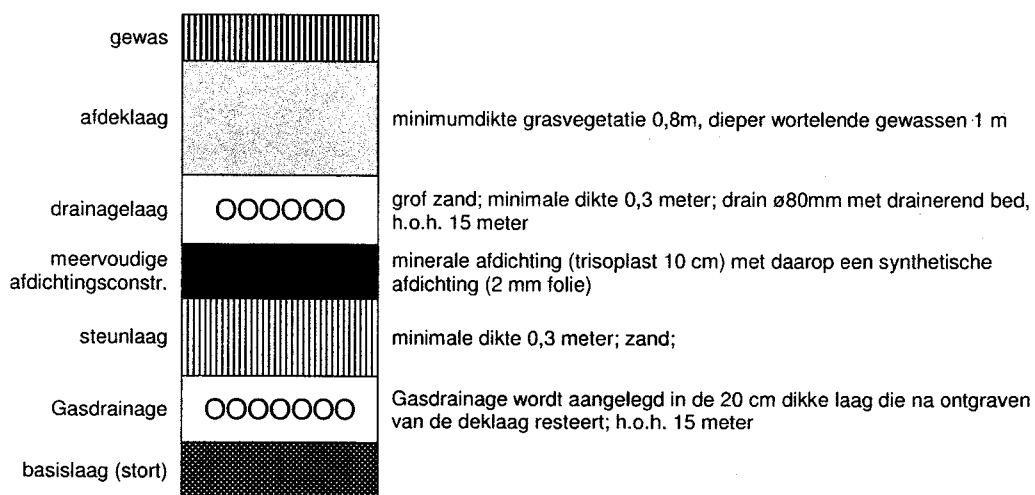 gewas
afdeklaag
minimumdikte grasvegetatie 0,8m, dieper wortelende gewassen 1 m
drainagelaag
OOOOOO
grof zand; minimale dikte 0,3 meter; drain ø80mm met drainerend bed,
h.o.h. 15 meter
meervoudige
afdichtingsconstr.
minerale afdichting (trisoplast 10 cm) met daarop een synthetische
afdichting (2 mm folie)
steunlaag
minimale dikte 0,3 meter; zand;
Gasdrainage
OOOOOOO
Gasdrainage wordt aangelegd in de 20 cm dikke laag die na ontgraven
van de deklaag resteert; h.o.h. 15 meter
basislaag (stort)